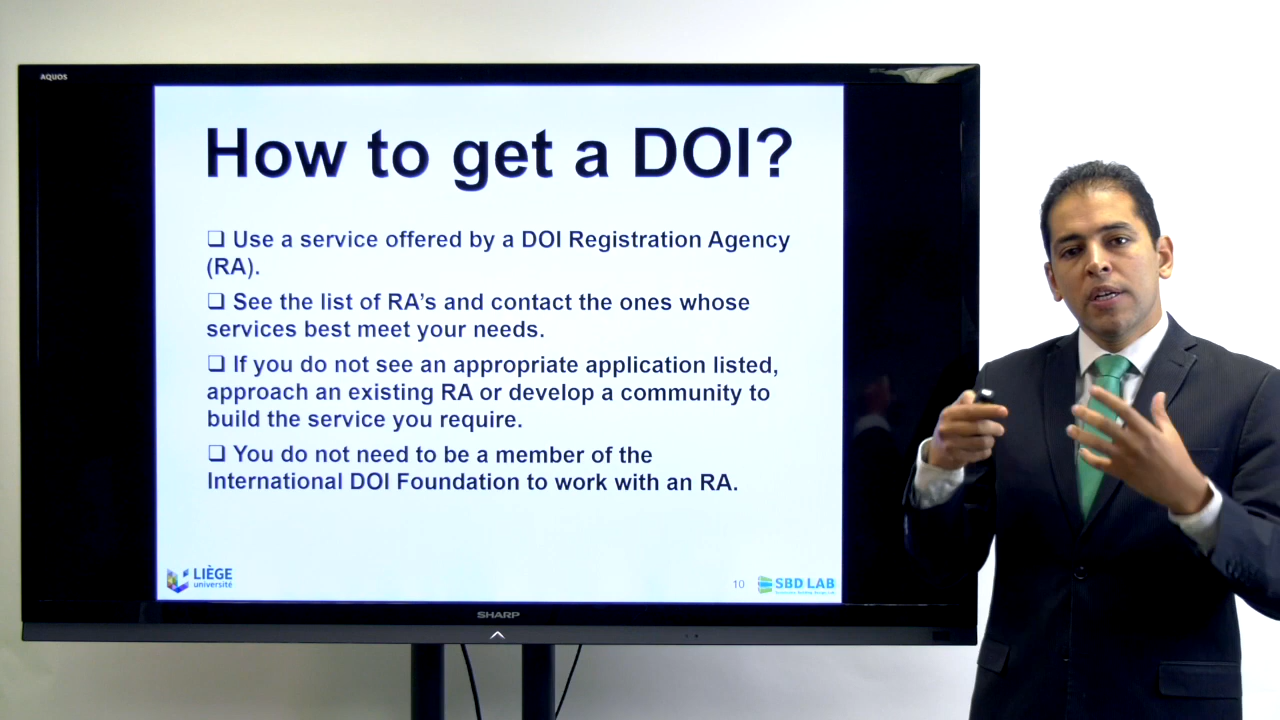 AQUOS
How to get a DOI?
❑ Use a service offered by a DOI Registration Agency
(RA).
❑ See the list of RA's and contact the ones whose
services best meet your needs.
❑ If you do not see an appropriate application listed,
approach an existing RA or develop a community to
build the service you require.
❑ You do not need to be a member of the
International DOI Foundation to work with an RA.
LIÈGE
université
10
SBD LAB
SHARP